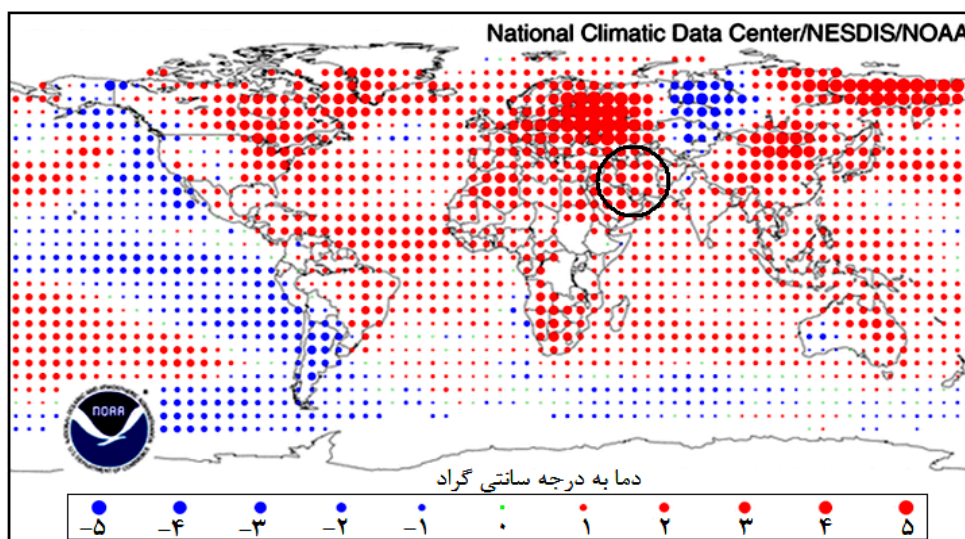 National Climatic Data Center/NESDIS/NOAA
NOAA
دما به درجه سانتی گراد
-۵ -۴ -۳ -۲ -۱ ۰ ۱ ۲ ۳ ۴ ۵